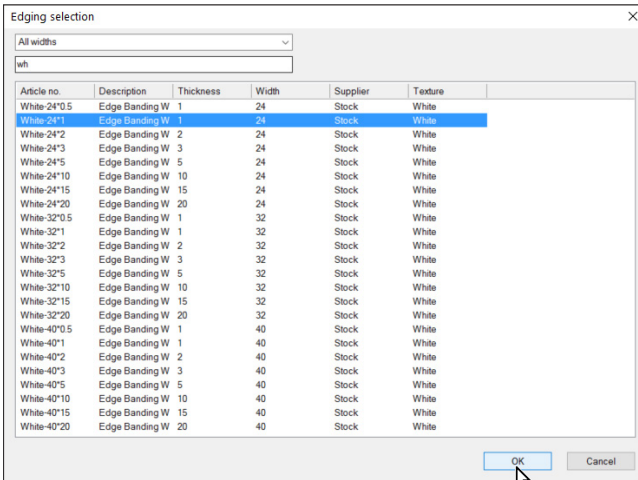 Edging selection
All widths
wh
Article no. Description Thickness Width Supplier Texture
White-24*0.5 Edge Banding W 1 24 Stock White
White-24*1 Edge Banding W 1 24 Stock White
White-24*2 Edge Banding W 2 24 Stock White
White-24*3 Edge Banding W 3 24 Stock White
White-24*5 Edge Banding W 5 24 Stock White
White-24*10 Edge Banding W 10 24 Stock White
White-24*15 Edge Banding W 15 24 Stock White
White-24*20 Edge Banding W 20 24 Stock White
White-32*0.5 Edge Banding W 1 32 Stock White
White-32*1 Edge Banding W 1 32 Stock White
White-32*2 Edge Banding W 2 32 Stock White
White-32*3 Edge Banding W 3 32 Stock White
White-32*5 Edge Banding W 5 32 Stock White
White-32*10 Edge Banding W 10 32 Stock White
White-32*15 Edge Banding W 15 32 Stock White
White-32*20 Edge Banding W 20 32 Stock White
White-40*0.5 Edge Banding W 1 40 Stock White
White-40*1 Edge Banding W 1 40 Stock White
White-40*2 Edge Banding W 2 40 Stock White
White-40*3 Edge Banding W 3 40 Stock White
White-40*5 Edge Banding W 5 40 Stock White
White-40*10 Edge Banding W 10 40 Stock White
White-40*15 Edge Banding W 15 40 Stock White
White-40*20 Edge Banding W 20 40 Stock White
OK Cancel